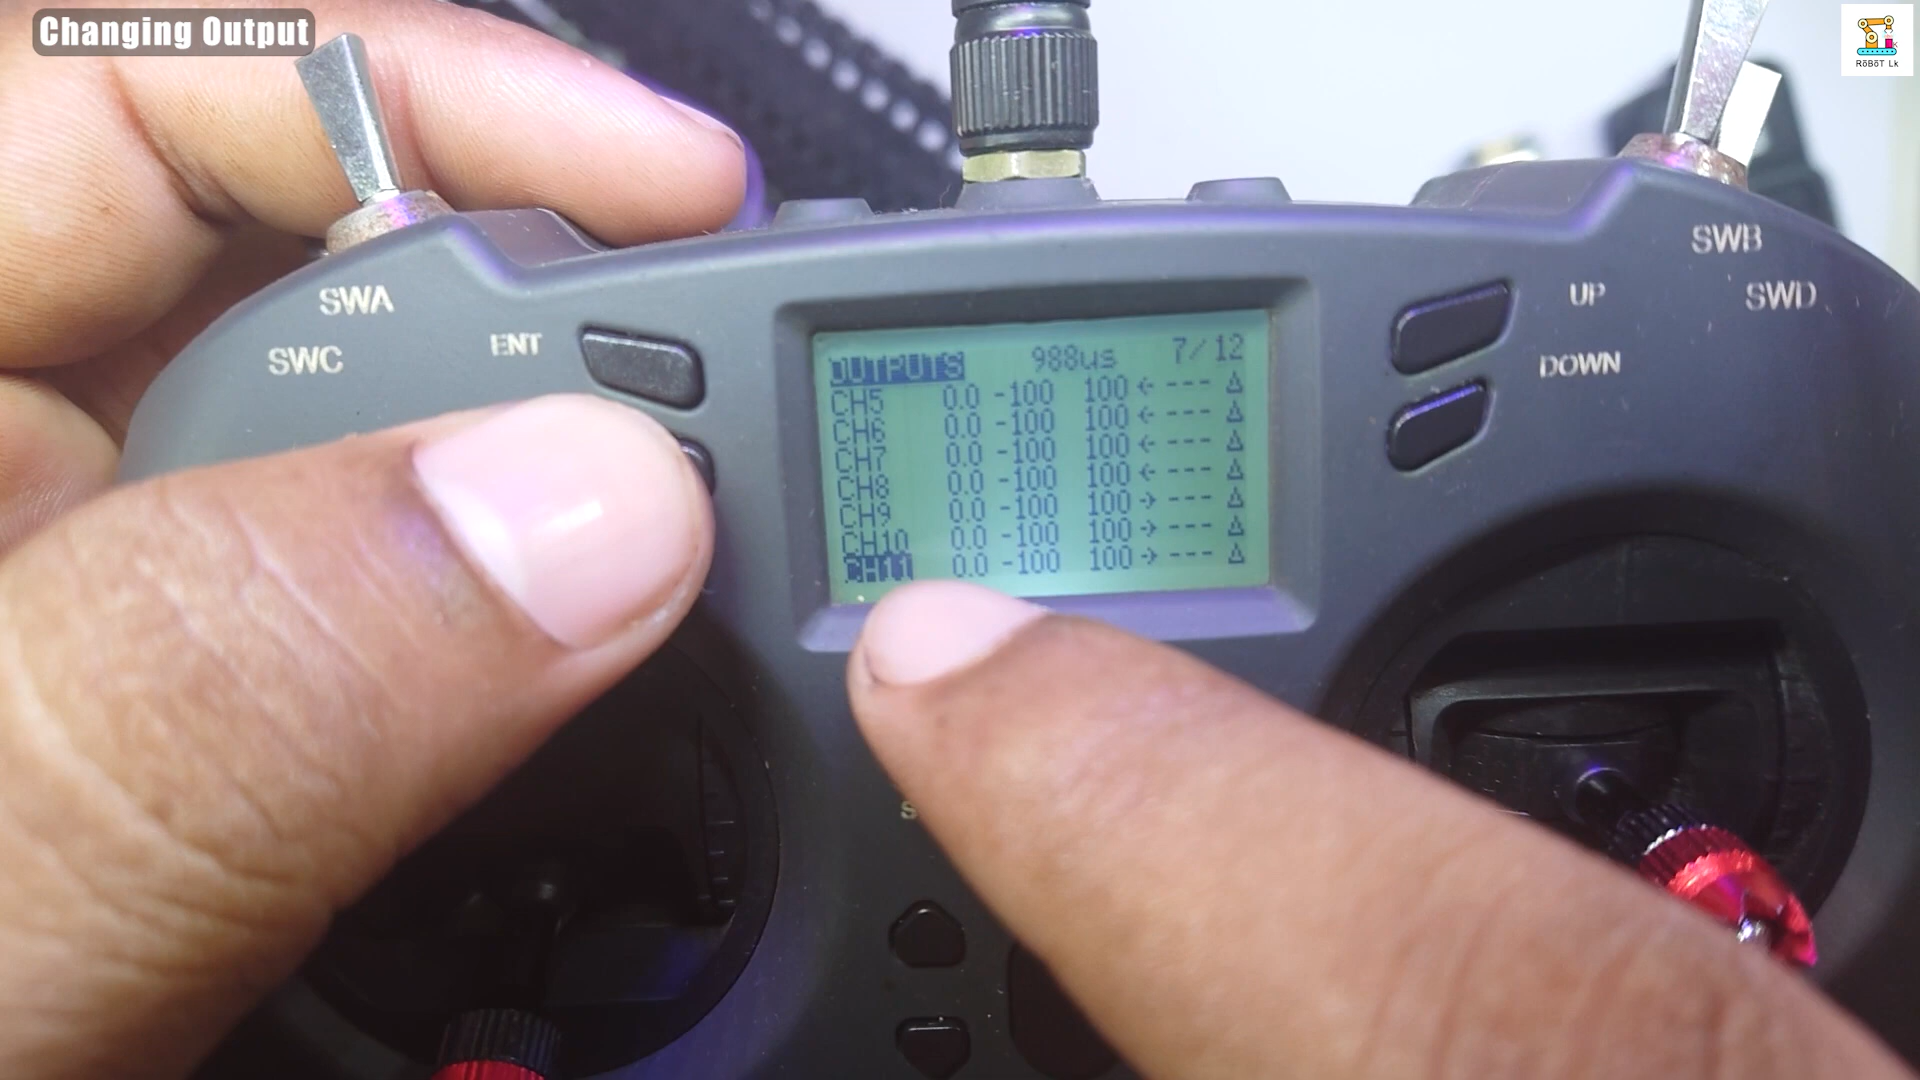 Changing Output
RōBōT Lk
SWA
SWC
ENT
SWB
SWD
UP
DOWN
OUTPUTS 988us 7/12
CH5 0.0 -100 100 ← --- Δ
CH6 0.0 -100 100 ← --- Δ
CH7 0.0 -100 100 ← --- Δ
CH8 0.0 -100 100 ← --- Δ
CH9 0.0 -100 100 → --- Δ
CH10 0.0 -100 100 → --- Δ
CH11 0.0 -100 100 → --- Δ